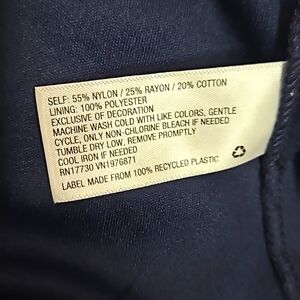 SELF: 55% NYLON / 25% RAYON / 20% COTTON
LINING: 100% POLYESTER
EXCLUSIVE OF DECORATION
MACHINE WASH COLD WITH LIKE COLORS, GENTLE
CYCLE, ONLY NON-CHLORINE BLEACH IF NEEDED
TUMBLE DRY LOW. REMOVE PROMPTLY
COOL IRON IF NEEDED
RN17730 VN1976871
LABEL MADE FROM 100% RECYCLED PLASTIC